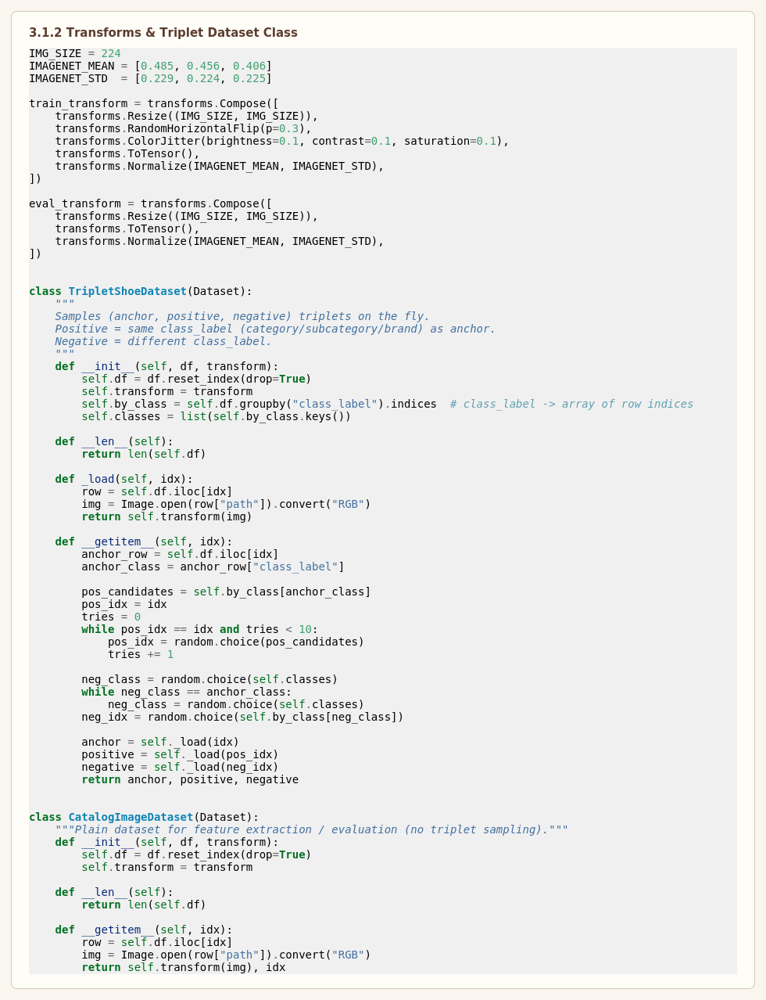 3.1.2 Transforms & Triplet Dataset Class
IMG_SIZE = 224
IMAGENET_MEAN = [0.485, 0.456, 0.406]
IMAGENET_STD  = [0.229, 0.224, 0.225]

train_transform = transforms.Compose([
    transforms.Resize((IMG_SIZE, IMG_SIZE)),
    transforms.RandomHorizontalFlip(p=0.3),
    transforms.ColorJitter(brightness=0.1, contrast=0.1, saturation=0.1),
    transforms.ToTensor(),
    transforms.Normalize(IMAGENET_MEAN, IMAGENET_STD),
])

eval_transform = transforms.Compose([
    transforms.Resize((IMG_SIZE, IMG_SIZE)),
    transforms.ToTensor(),
    transforms.Normalize(IMAGENET_MEAN, IMAGENET_STD),
])


class TripletShoeDataset(Dataset):
    """
    Samples (anchor, positive, negative) triplets on the fly.
    Positive = same class_label (category/subcategory/brand) as anchor.
    Negative = different class_label.
    """
    def __init__(self, df, transform):
        self.df = df.reset_index(drop=True)
        self.transform = transform
        self.by_class = self.df.groupby("class_label").indices  # class_label -> array of row indices
        self.classes = list(self.by_class.keys())

    def __len__(self):
        return len(self.df)

    def _load(self, idx):
        row = self.df.iloc[idx]
        img = Image.open(row["path"]).convert("RGB")
        return self.transform(img)

    def __getitem__(self, idx):
        anchor_row = self.df.iloc[idx]
        anchor_class = anchor_row["class_label"]

        pos_candidates = self.by_class[anchor_class]
        pos_idx = idx
        tries = 0
        while pos_idx == idx and tries < 10:
            pos_idx = random.choice(pos_candidates)
            tries += 1

        neg_class = random.choice(self.classes)
        while neg_class == anchor_class:
            neg_class = random.choice(self.classes)
        neg_idx = random.choice(self.by_class[neg_class])

        anchor = self._load(idx)
        positive = self._load(pos_idx)
        negative = self._load(neg_idx)
        return anchor, positive, negative


class CatalogImageDataset(Dataset):
    """Plain dataset for feature extraction / evaluation (no triplet sampling)."""
    def __init__(self, df, transform):
        self.df = df.reset_index(drop=True)
        self.transform = transform

    def __len__(self):
        return len(self.df)

    def __getitem__(self, idx):
        row = self.df.iloc[idx]
        img = Image.open(row["path"]).convert("RGB")
        return self.transform(img), idx